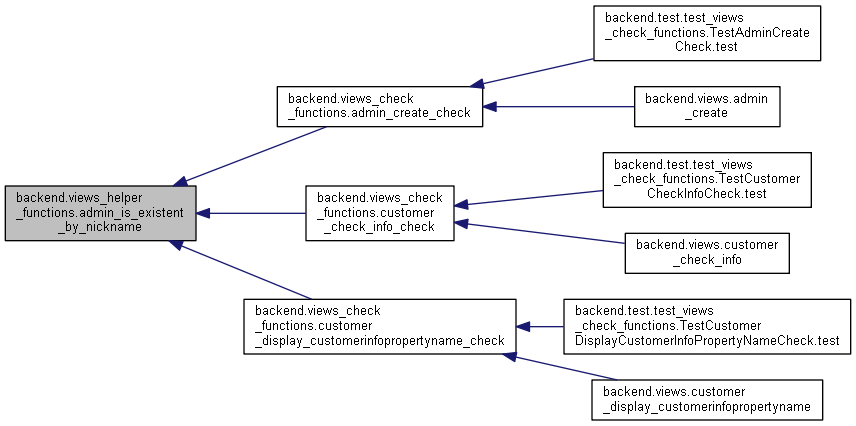 backend.test.test_views
_check_functions.TestAdminCreate
Check.test
backend.views_check
_functions.admin_create_check
backend.views.admin
_create
backend.test.test_views
_check_functions.TestCustomer
CheckInfoCheck.test
backend.views_helper
_functions.admin_is_existent
_by_nickname
backend.views_check
_functions.customer
_check_info_check
backend.views.customer
_check_info
backend.views_check
_functions.customer
_display_customerinfopropertyname_check
backend.test.test_views
_check_functions.TestCustomer
DisplayCustomerInfoPropertyNameCheck.test
backend.views.customer
_display_customerinfopropertyname